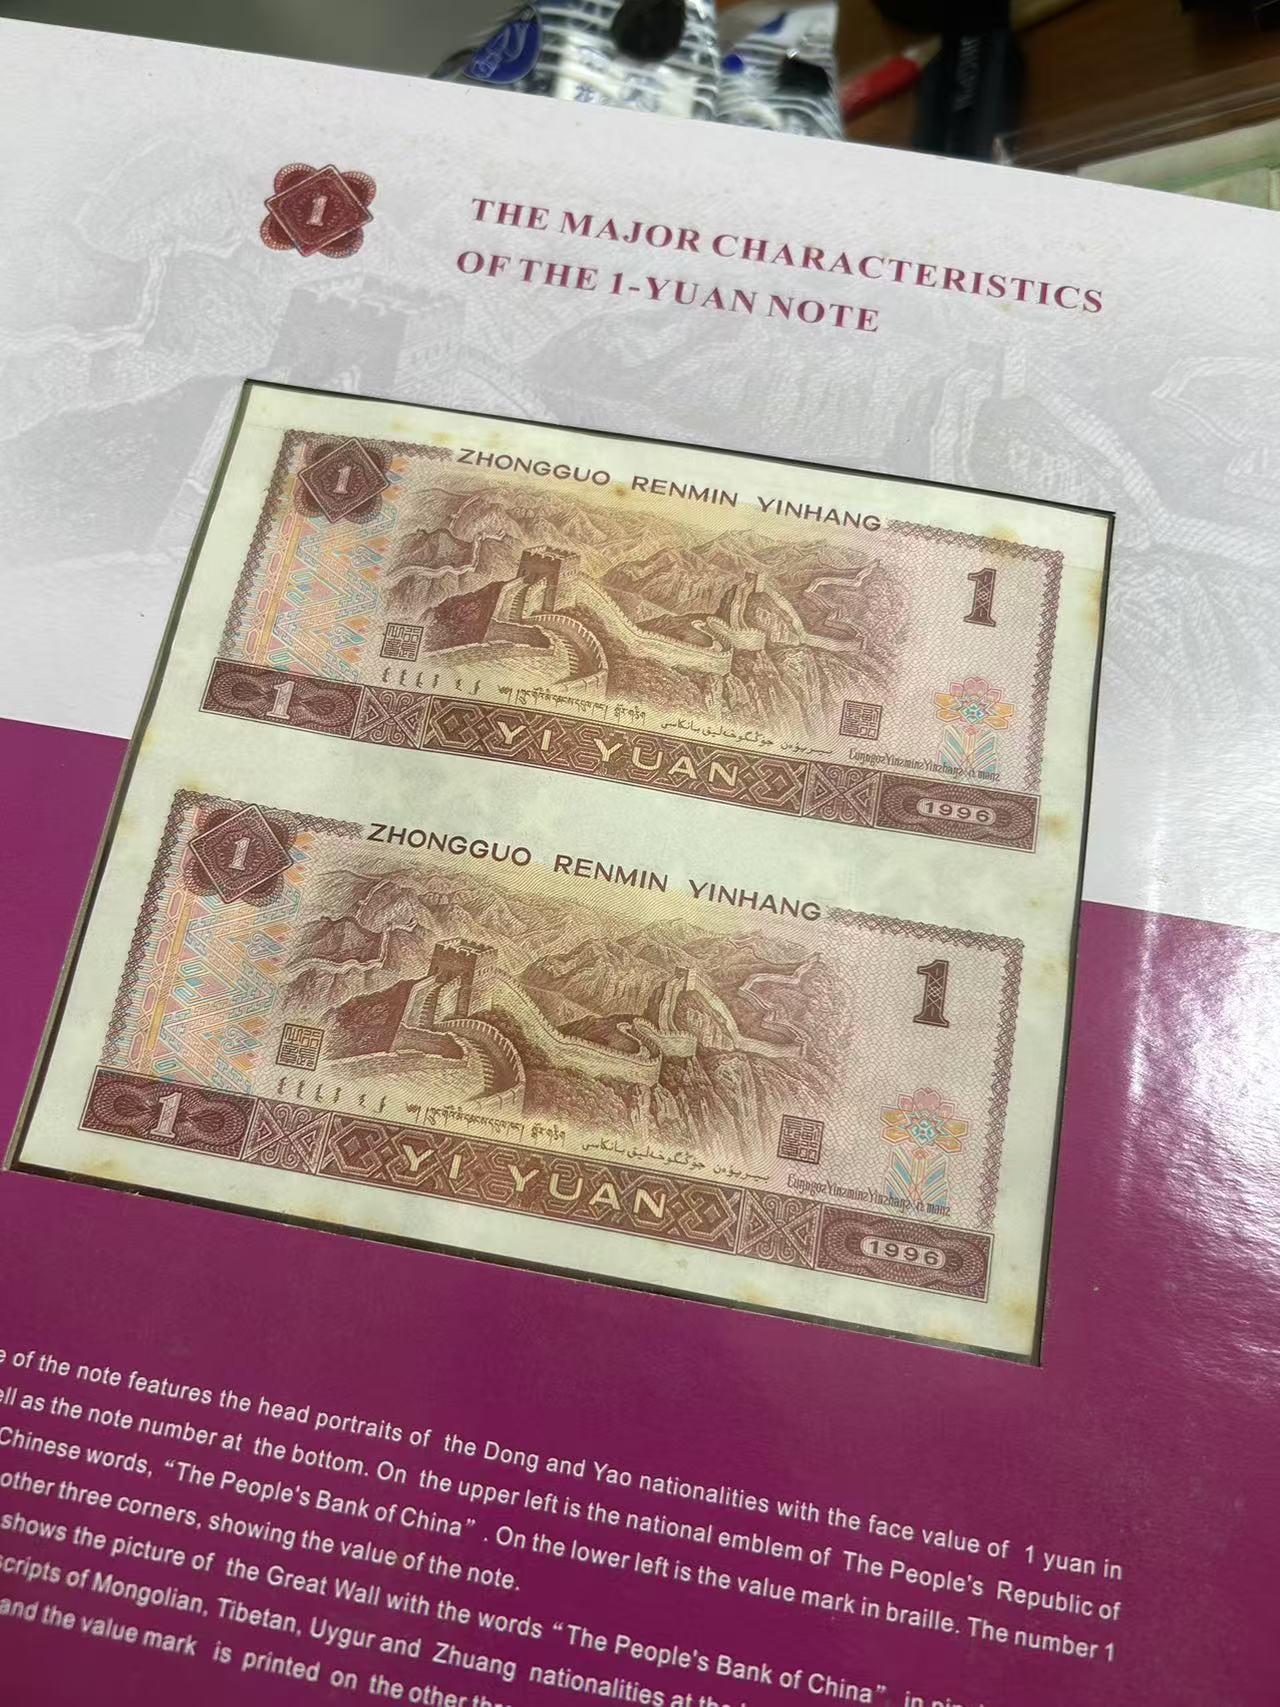 1
THE MAJOR CHARACTERISTICS
OF THE 1-YUAN NOTE
1
ZHONGGUO RENMIN YINHANG
1
1
YI YUAN
1996
1
ZHONGGUO RENMIN YINHANG
1
1
YI YUAN
1996
of the note features the head portraits of the Dong and Yao nationalities with the face value of 1 yuan in
as the note number at the bottom. On the upper left is the national emblem of The People's Republic of
Chinese words, “The People's Bank of China”. On the lower left is the value mark in braille. The number 1
other three corners, showing the value of the note.
shows the picture of the Great Wall with the words “The People's Bank of China” in
of Mongolian, Tibetan, Uygur and Zhuang nationalities at
and the value mark is printed on the other